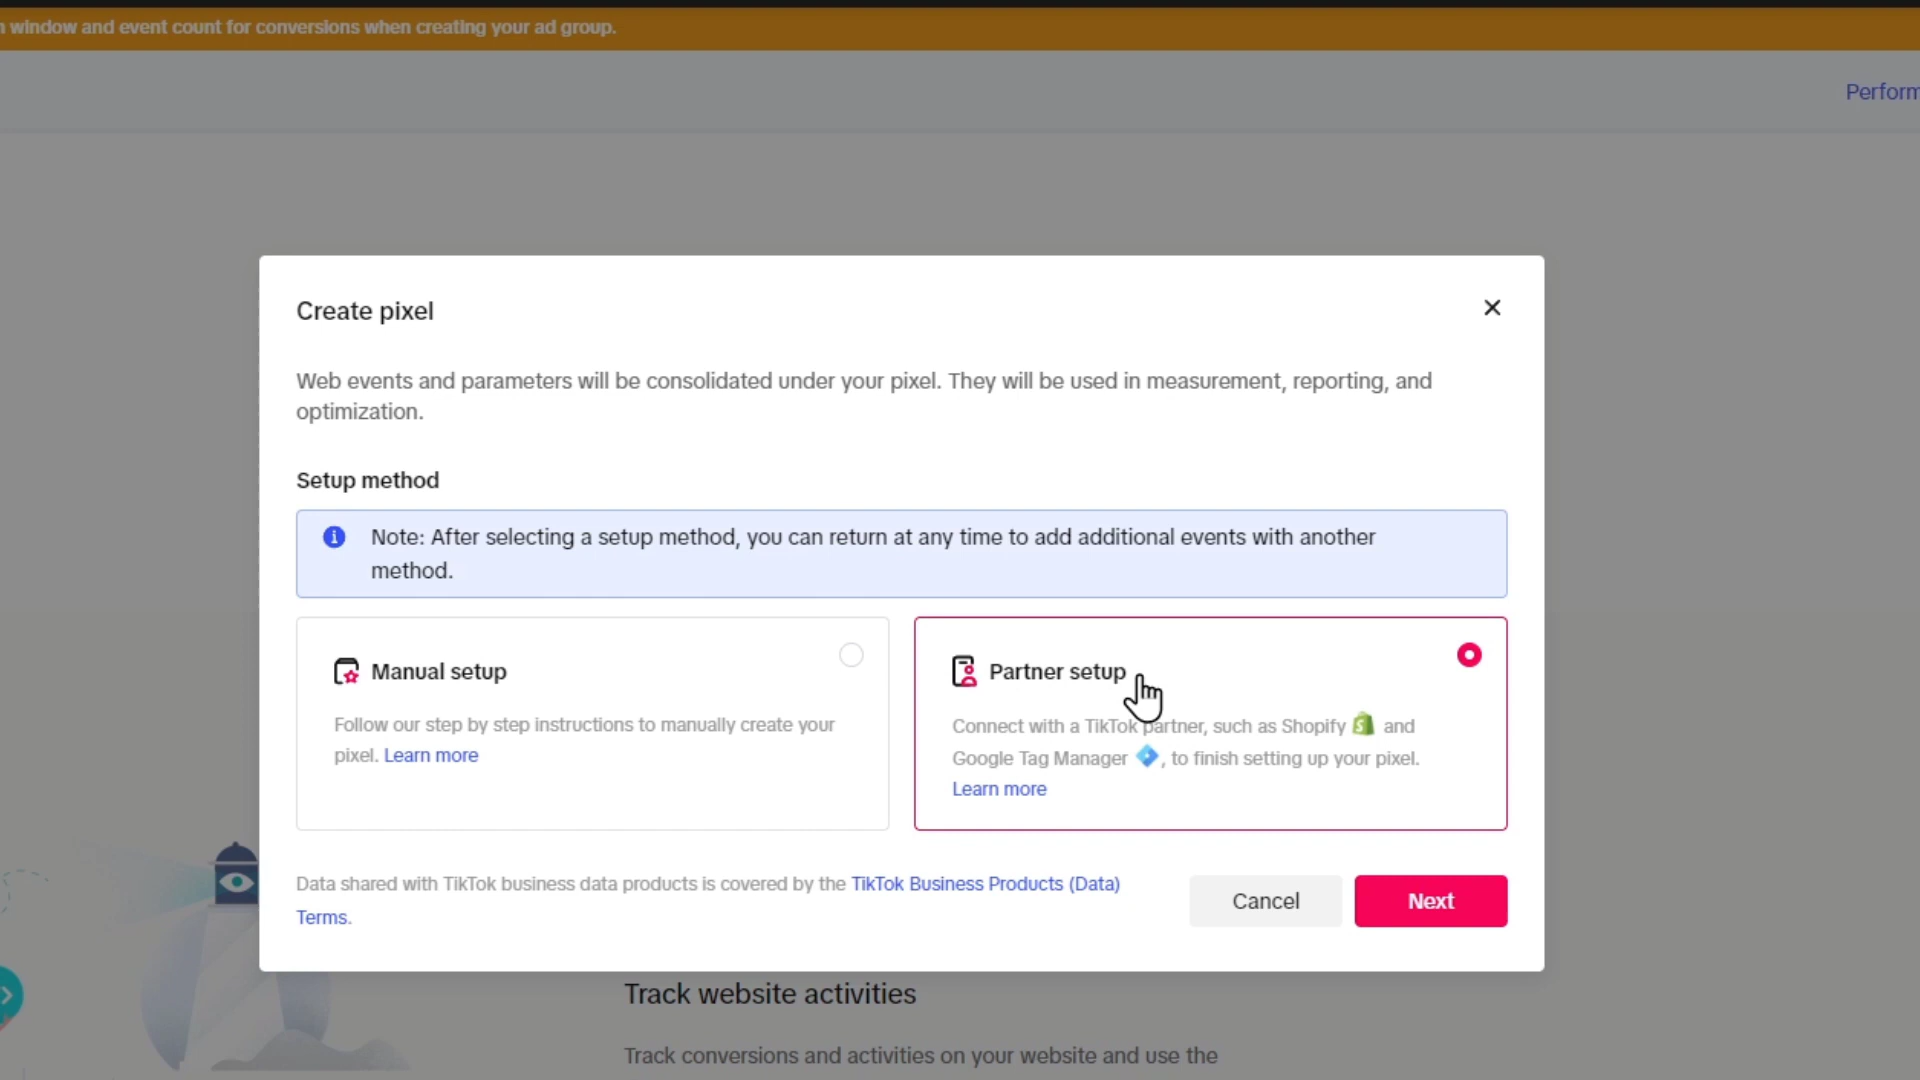 window and event count for conversions when creating your ad group.
Perform
Create pixel
Web events and parameters will be consolidated under your pixel. They will be used in measurement, reporting, and
optimization.
Setup method
Note: After selecting a setup method, you can return at any time to add additional events with another
method.
Manual setup
Follow our step by step instructions to manually create your
pixel. Learn more
Partner setup
Connect with a TikTok partner, such as Shopify and
Google Tag Manager , to finish setting up your pixel.
Learn more
Data shared with TikTok business data products is covered by the TikTok Business Products (Data)
Terms.
Cancel
Next
Track website activities
Track conversions and activities on your website and use the